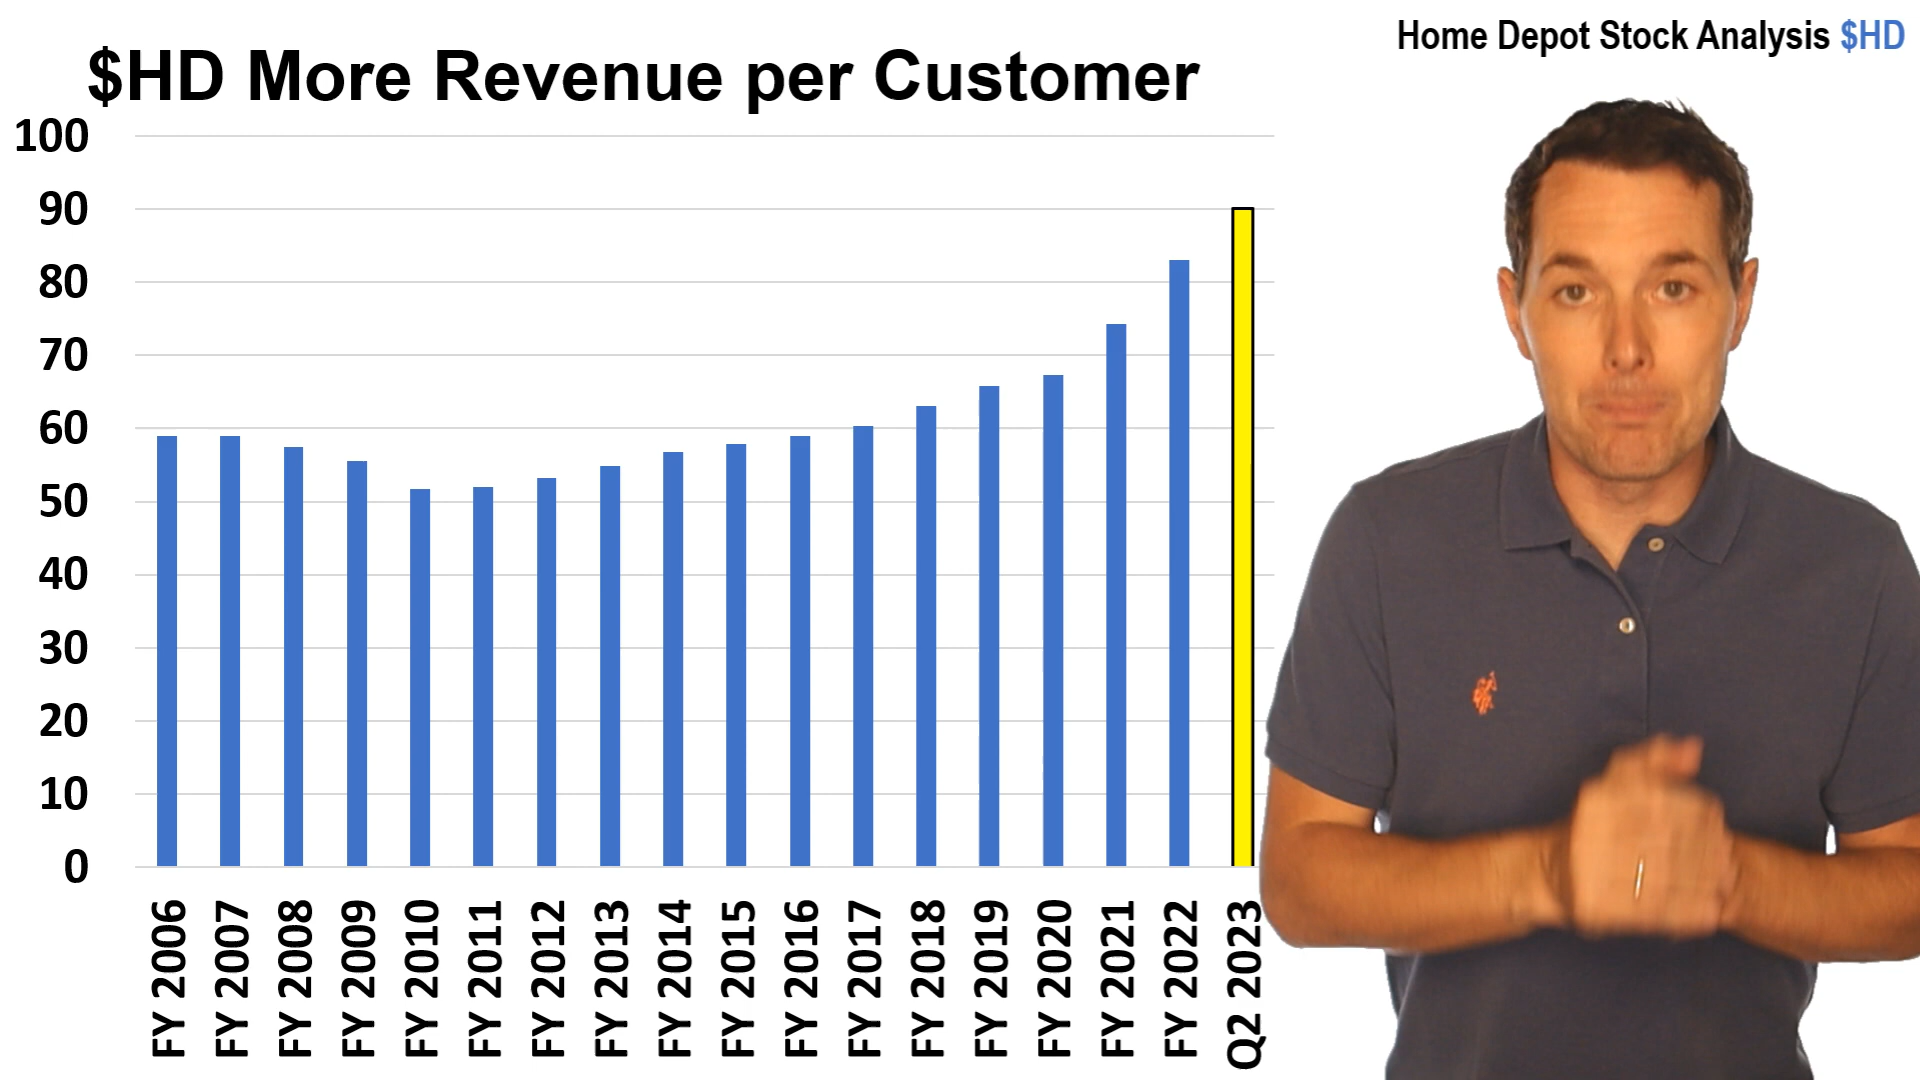 Home Depot Stock Analysis $HD
$HD More Revenue per Customer
100
90
80
70
60
50
40
30
20
10
0
FY 2006
FY 2007
FY 2008
FY 2009
FY 2010
FY 2011
FY 2012
FY 2013
FY 2014
FY 2015
FY 2016
FY 2017
FY 2018
FY 2019
FY 2020
FY 2021
FY 2022
Q2 2023